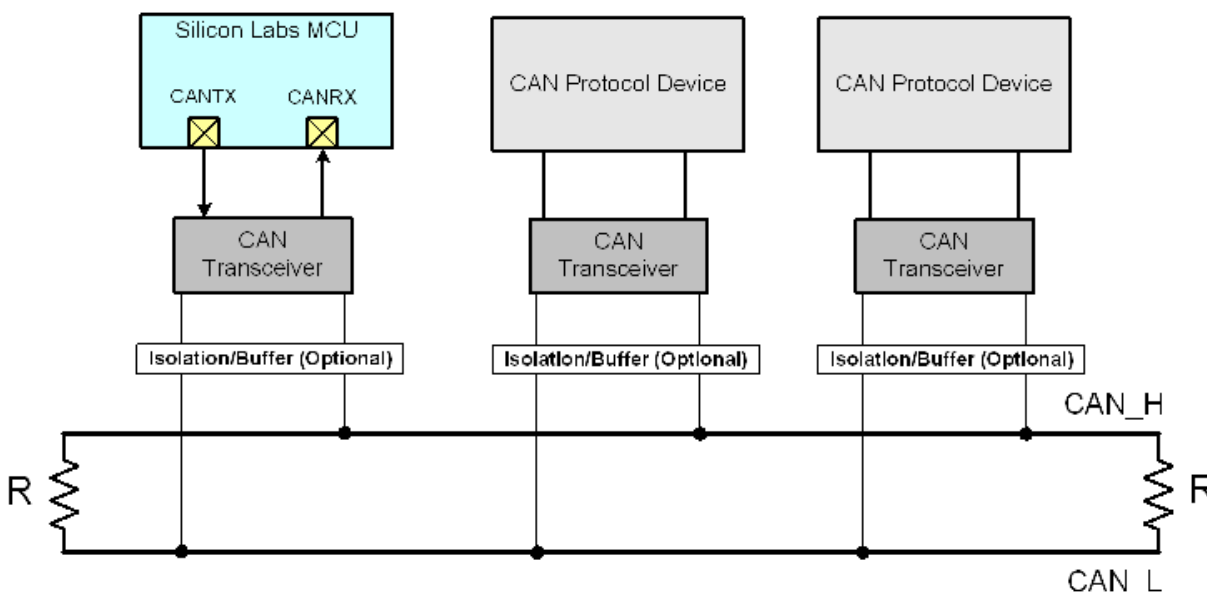 Silicon Labs MCU
CANTX
CANRX
CAN Protocol Device
CAN Protocol Device
CAN
Transceiver
CAN
Transceiver
CAN
Transceiver
Isolation/Buffer (Optional)
Isolation/Buffer (Optional)
Isolation/Buffer (Optional)
CAN_H
R
R
CAN_L